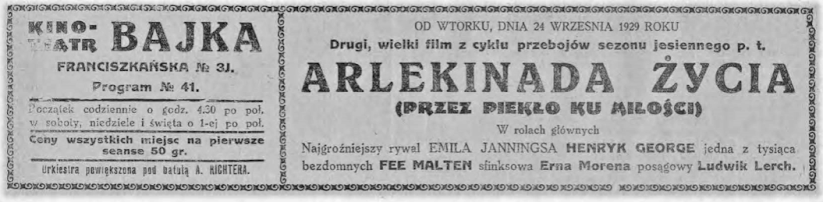 KINO-
TEATR BAJKA
FRANCISZKAŃSKA № 31.
Program № 41.
Początek codziennie o godz. 4.30 po poł.
w soboty, niedziele i święta o 1-ej po poł.
Ceny wszystkich miejsc na pierwsze
seanse 50 gr.
Orkiestra powiększona pod batutą A. RICHTERA.
OD WTORKU, DNIA 24 WRZEŚNIA 1929 ROKU
Drugi, wielki film z cyklu przebojów sezonu jesiennego p. t.
ARLEKINADA ŻYCIA
(PRZEZ PIEKŁO KU MIŁOŚCI)
W rolach głównych
Najgroźniejszy rywal EMILA JANNINGSA HENRYK GEORGE jedna z tysiąca
bezdomnych FEE MALTEN sfinksowa Erna Morena posągowy Ludwik Lerch.